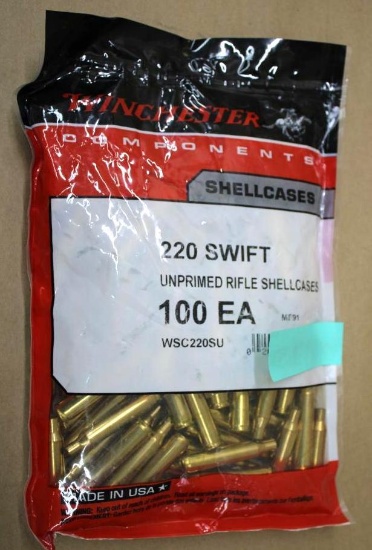 WINCHESTER
COMPONENTS
SHELLCASES
220 SWIFT
UNPRIMED RIFLE SHELLCASES
100 EA
WSC220SU
MADE IN USA